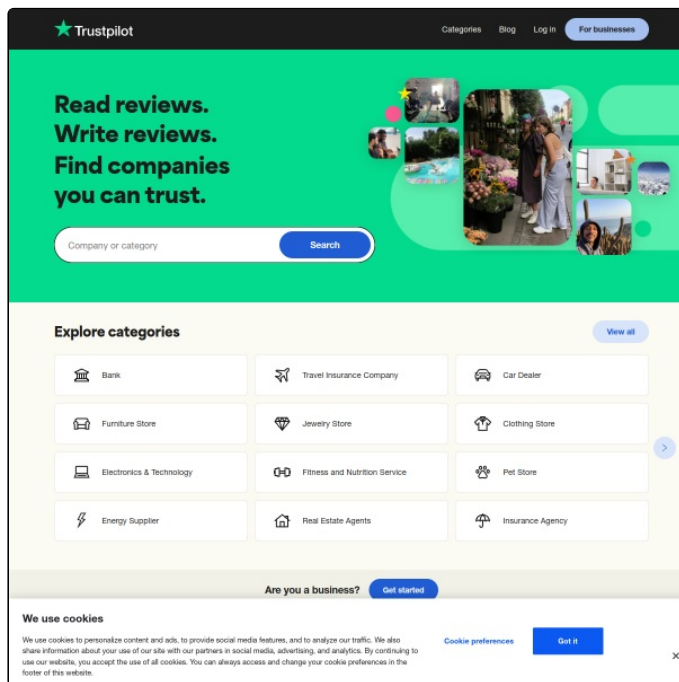 Trustpilot
Categories
Blog
Log in
For businesses
Read reviews.
Write reviews.
Find companies
you can trust.
Company or category
Search
Explore categories
View all
Bank
Travel Insurance Company
Car Dealer
Furniture Store
Jewelry Store
Clothing Store
Electronics & Technology
Fitness and Nutrition Service
Pet Store
Energy Supplier
Real Estate Agents
Insurance Agency
Are you a business?
Get started
We use cookies
We use cookies to personalize content and ads, to provide social media features, and to analyze our traffic. We also
share information about your use of our site with our partners in social media, advertising, and analytics. By continuing to
use our website, you accept the use of all cookies. You can always access and change your cookie preferences in the
footer of this website.
Cookie preferences
Got it